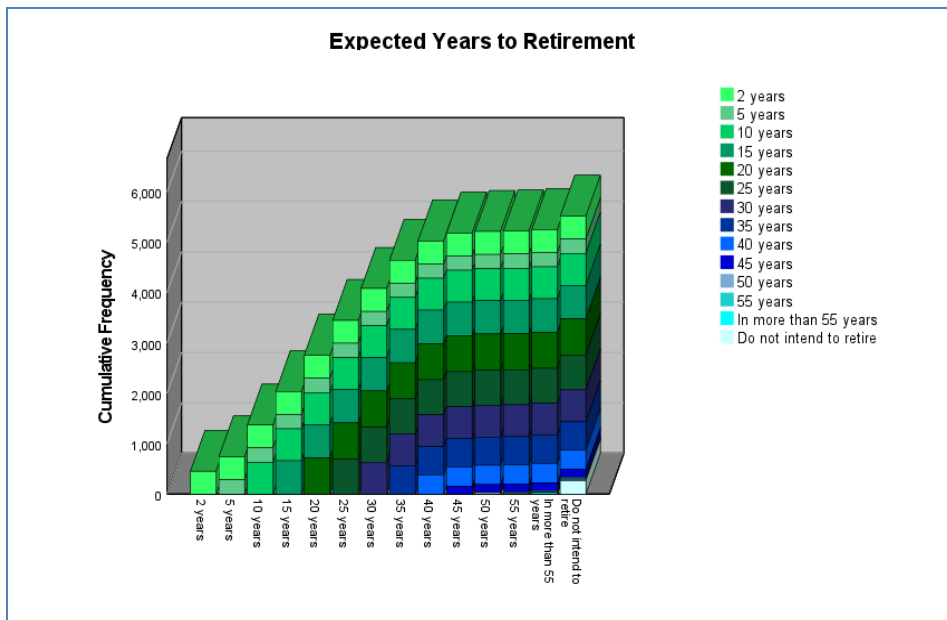 Expected Years to Retirement
2 years
5 years
10 years
15 years
20 years
25 years
30 years
35 years
40 years
45 years
50 years
55 years
In more than 55 years
Do not intend to retire
Cumulative Frequency
6,000
5,000
4,000
3,000
2,000
1,000
0
2 years
5 years
10 years
15 years
20 years
25 years
30 years
35 years
40 years
45 years
50 years
55 years
In more than 55
years
Do not intend to
retire